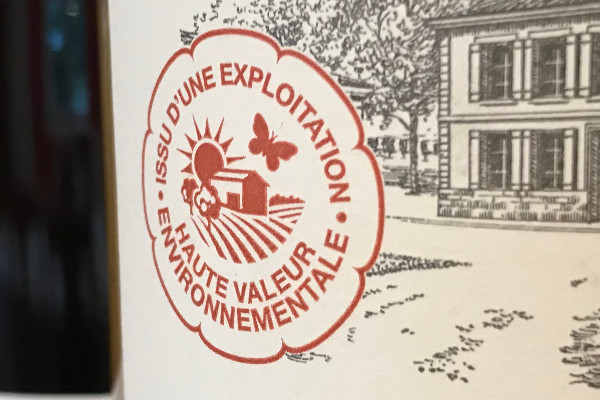 • ISSU D'UNE EXPLOITATION •
HAUTE VALEUR
ENVIRONNEMENTALE